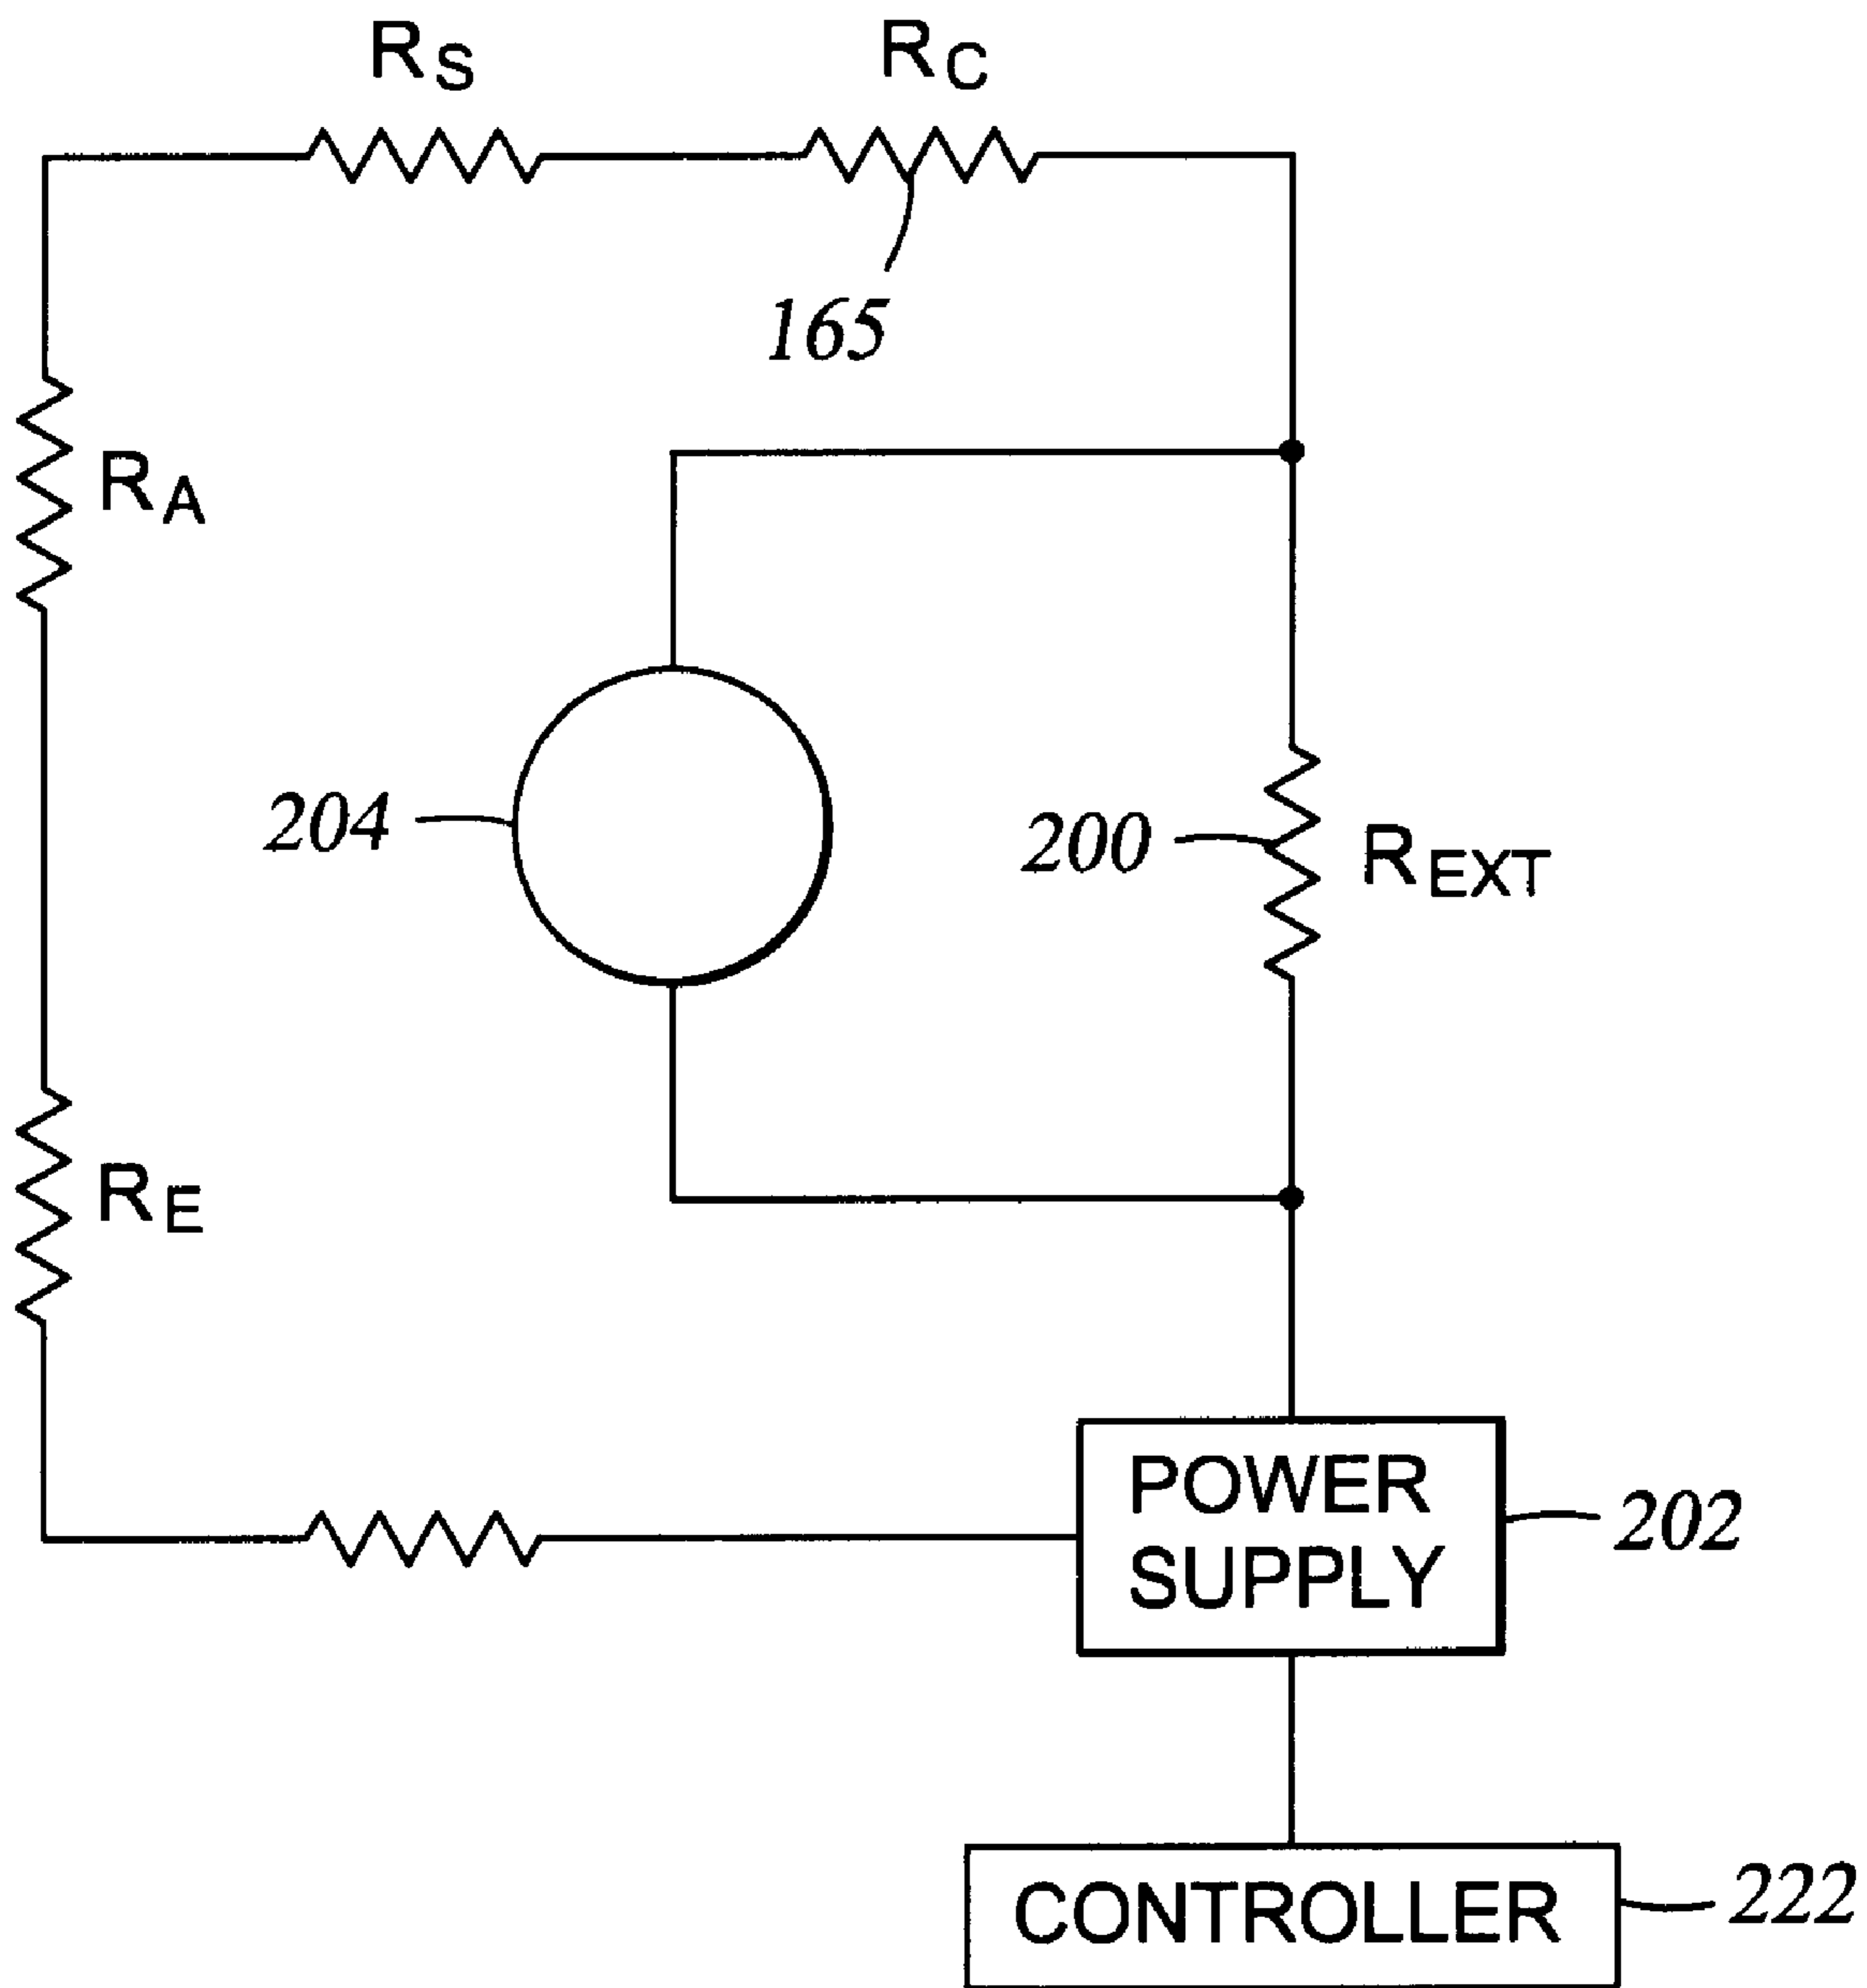 RS
RC
165
RA
204
200
REXT
RE
POWER
SUPPLY
202
CONTROLLER
222